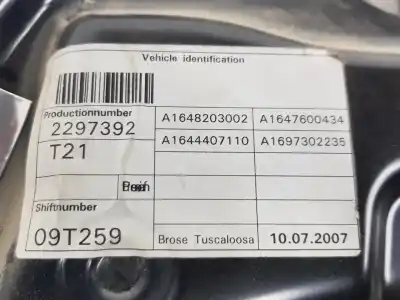 Vehicle identification
Productionnumber
2297392
T21
Shiftnumber
09T259
A1648203002 A1647600434
A1644407110 A1697302235
Brose Tuscaloosa 10.07.2007